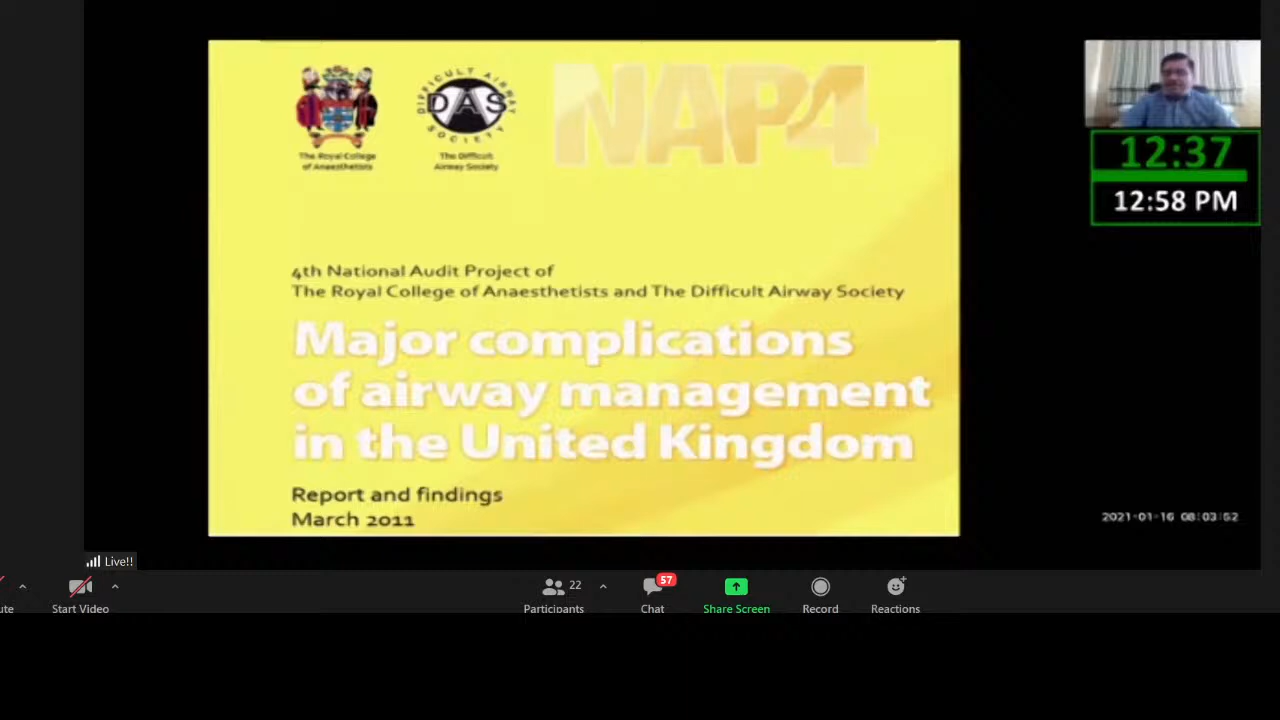 The Royal College
of Anaesthetists
DIFFICULT AIRWAY
DAS
SOCIETY
The Difficult
Airway Society
NAP4
4th National Audit Project of
The Royal College of Anaesthetists and The Difficult Airway Society
Major complications
of airway management
in the United Kingdom
Report and findings
March 2011
12:37
12:58 PM
2021-01-16 08:03:52
Live!!
ute
Start Video
Participants
22
Chat
57
Share Screen
Record
Reactions